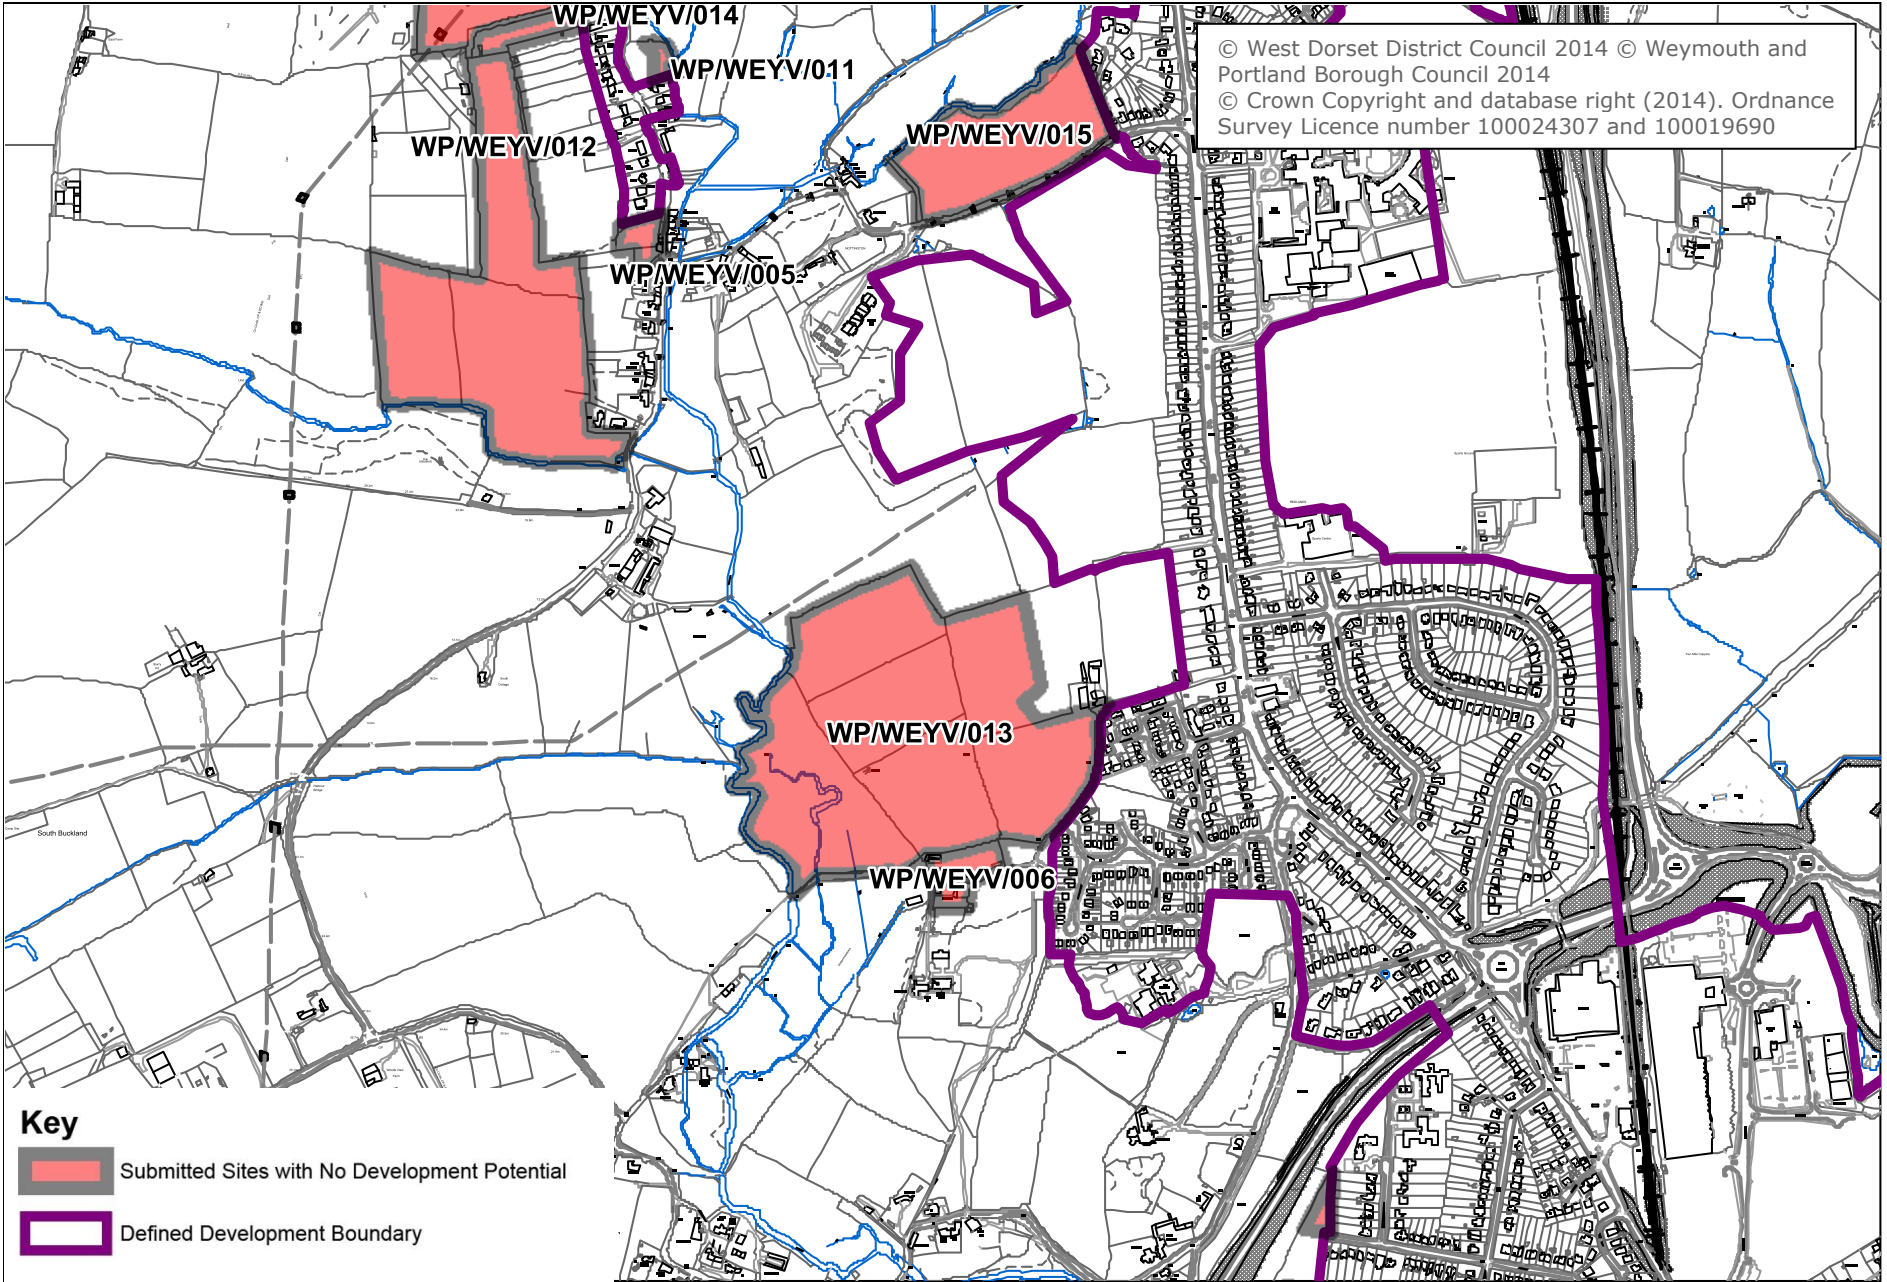 WP/WEYV/014
WP/WEYV/011
WP/WEYV/012
WP/WEYV/015
WP/WEYV/005
WP/WEYV/013
WP/WEYV/006
© West Dorset District Council 2014 © Weymouth and
Portland Borough Council 2014
© Crown Copyright and database right (2014). Ordnance
Survey Licence number 100024307 and 100019690
South Buckland
Key
Submitted Sites with No Development Potential
Defined Development Boundary